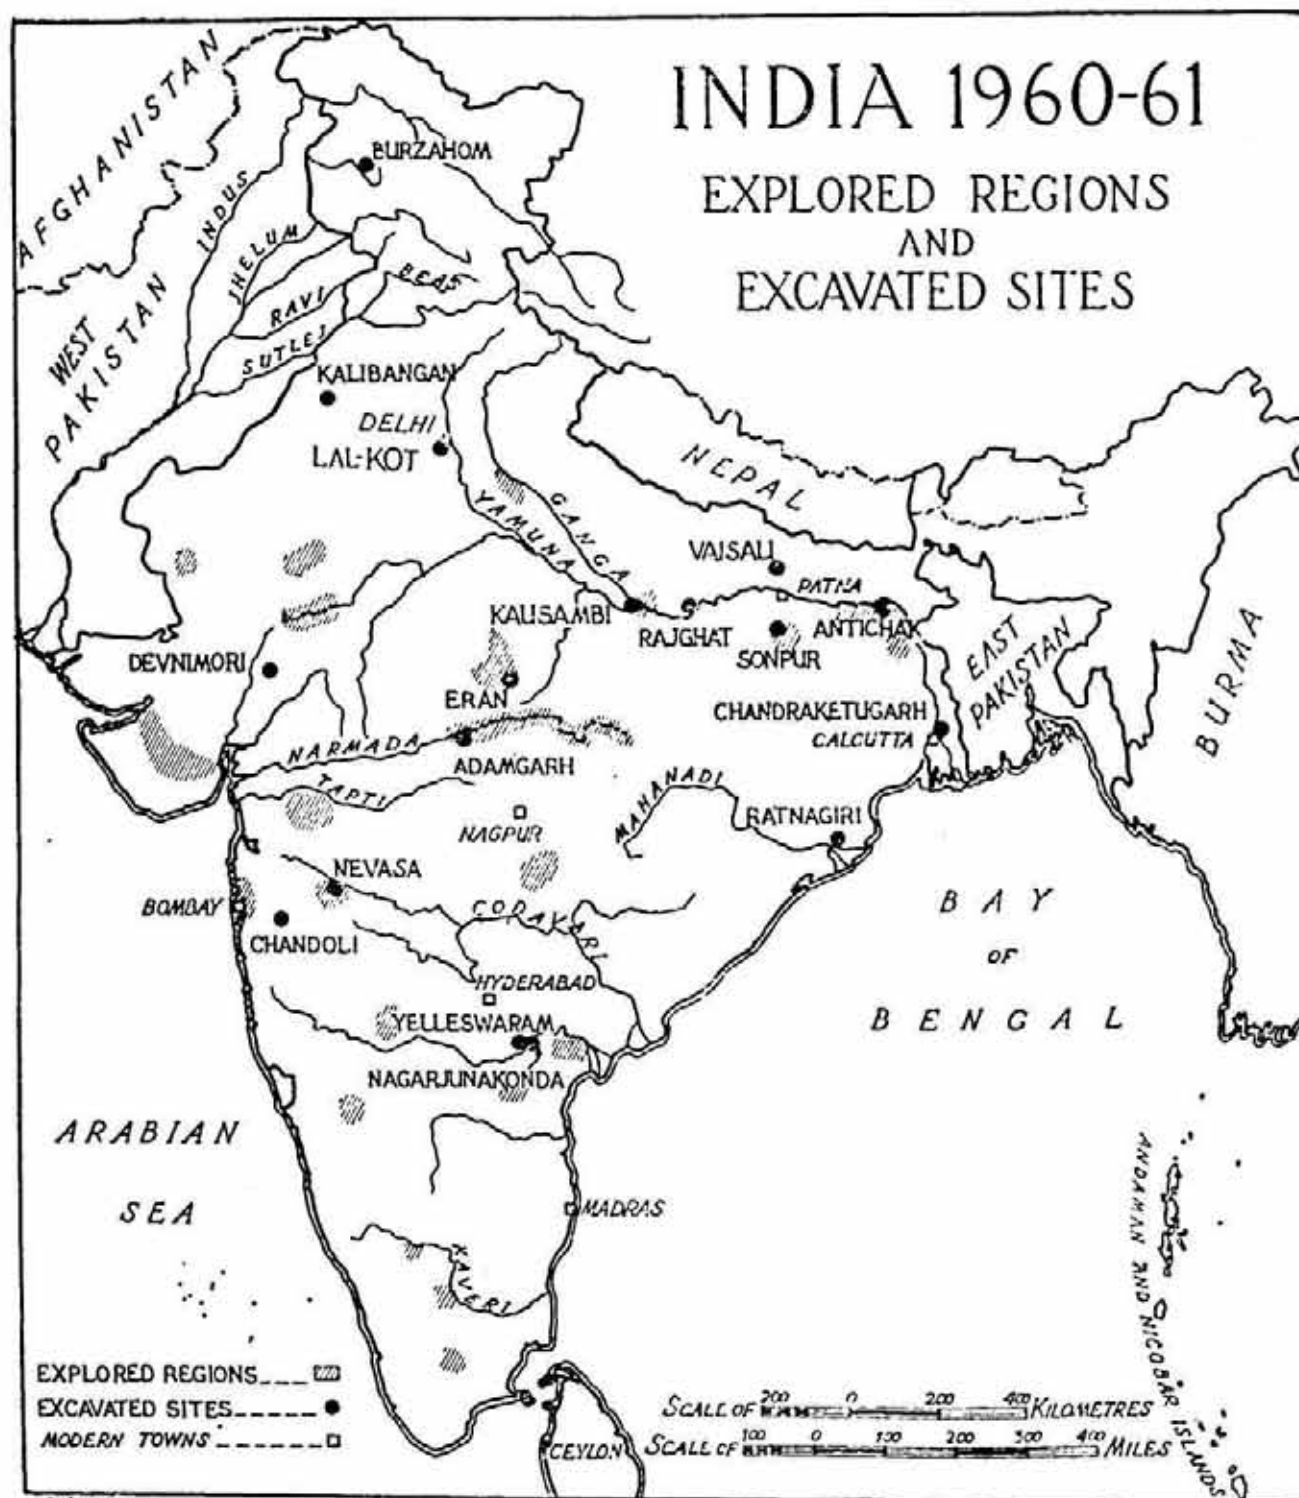 INDIA 1960-61
EXPLORED REGIONS
AND
EXCAVATED SITES
AFGHANISTAN
WEST
PAKISTAN
INDUS
JHELUM
RAVI
BEAS
SUTLEJ
BURZAHOM
KALIBANGAN
DELHI
LAL-KOT
NEPAL
GANGA
YAMUNA
VAISALI
PATNA
KAUSAMBI
RAJGHAT
SONPUR
ANTICHAK
EAST
PAKISTAN
BURMA
DEVNIMORI
ERAN
CHANDRAKETUGARH
CALCUTTA
NARMADA
ADAMGARH
TAPTI
NAGPUR
MAHANADI
RATNAGIRI
NEVASA
BOMBAY
CHANDOLI
GODAVARI
HYDERABAD
YELLESWARAM
NAGARJUNAKONDA
BAY
OF
BENGAL
ARABIAN
SEA
MADRAS
KAVERI
ANDAMAN AND NICOBAR ISLANDS
CEYLON
EXPLORED REGIONS
EXCAVATED SITES
MODERN TOWNS
200 0 200 400
SCALE OF KILOMETRES
100 0 100 200 300 400
SCALE OF MILES